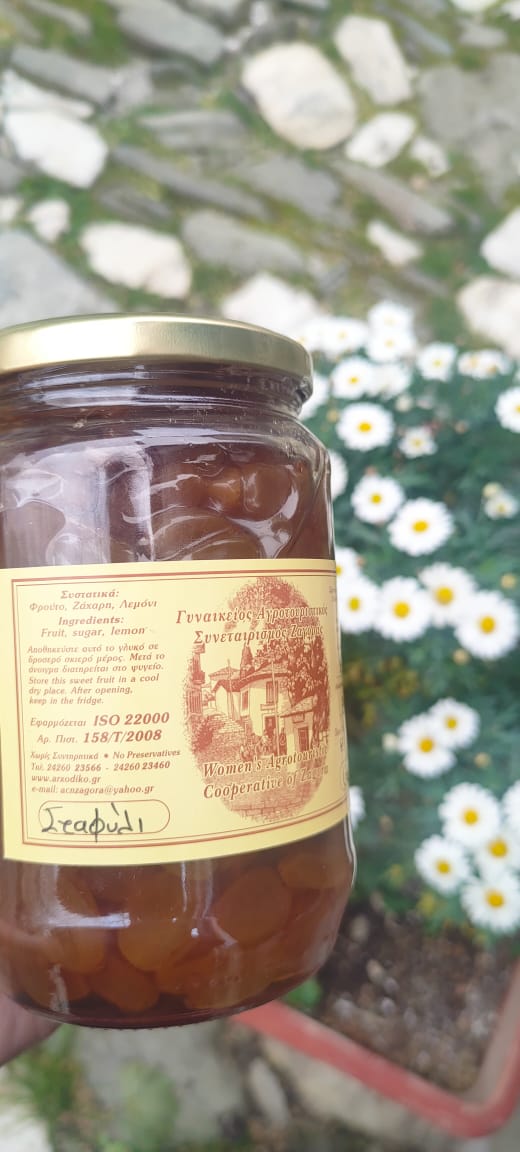 Συστατικά:
Φρούτο, Ζάχαρη, Λεμόνι
Ingredients:
Fruit, sugar, lemon
Αποθηκεύστε αυτό το γλυκό σε
δροσερό σκιερό μέρος. Μετά το
άνοιγμα διατηρείται στο ψυγείο.
Store this sweet fruit in a cool
dry place. After opening,
keep in the fridge.
Εφαρμόζεται ISO 22000
Αρ. Πισ. 158/Τ/2008
Χωρίς Συντηρητικά • No Preservatives
Τηλ. 24260 23566 - 24260 23460
www.arxodiko.gr
e-mail: acnzagora@yahoo.gr
Σταφύλι
Γυναικείος Αγροτουριστικός
Συνεταιρισμός Ζαγοράς
Women's Agrotouristic
Cooperative of Zagora